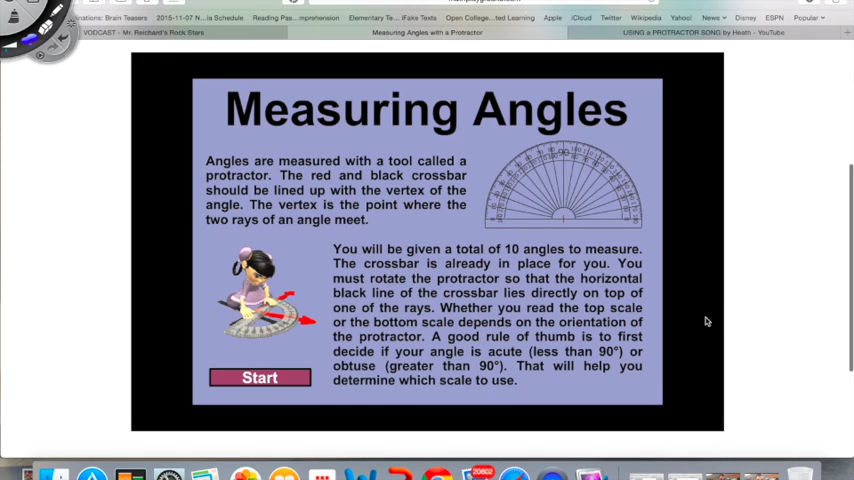 nations: Brain Teasers 2015-11-07 N...ia Schedule Reading Pas...mprehension Elementary Te ... iFake Texts Open Colleg...ted Learning Apple iCloud Twitter Wikipedia Yahoo! News Disney ESPN Popular
VODCAST - Mr. Reichard's Rock Stars Measuring Angles with a Protractor USING a PROTRACTOR SONG by Heath - YouTube
Measuring Angles
Angles are measured with a tool called a
protractor. The red and black crossbar
should be lined up with the vertex of the
angle. The vertex is the point where the
two rays of an angle meet.
You will be given a total of 10 angles to measure.
The crossbar is already in place for you. You
must rotate the protractor so that the horizontal
black line of the crossbar lies directly on top of
one of the rays. Whether you read the top scale
or the bottom scale depends on the orientation of
the protractor. A good rule of thumb is to first
decide if your angle is acute (less than 90°) or
obtuse (greater than 90°). That will help you
determine which scale to use.
Start
20602